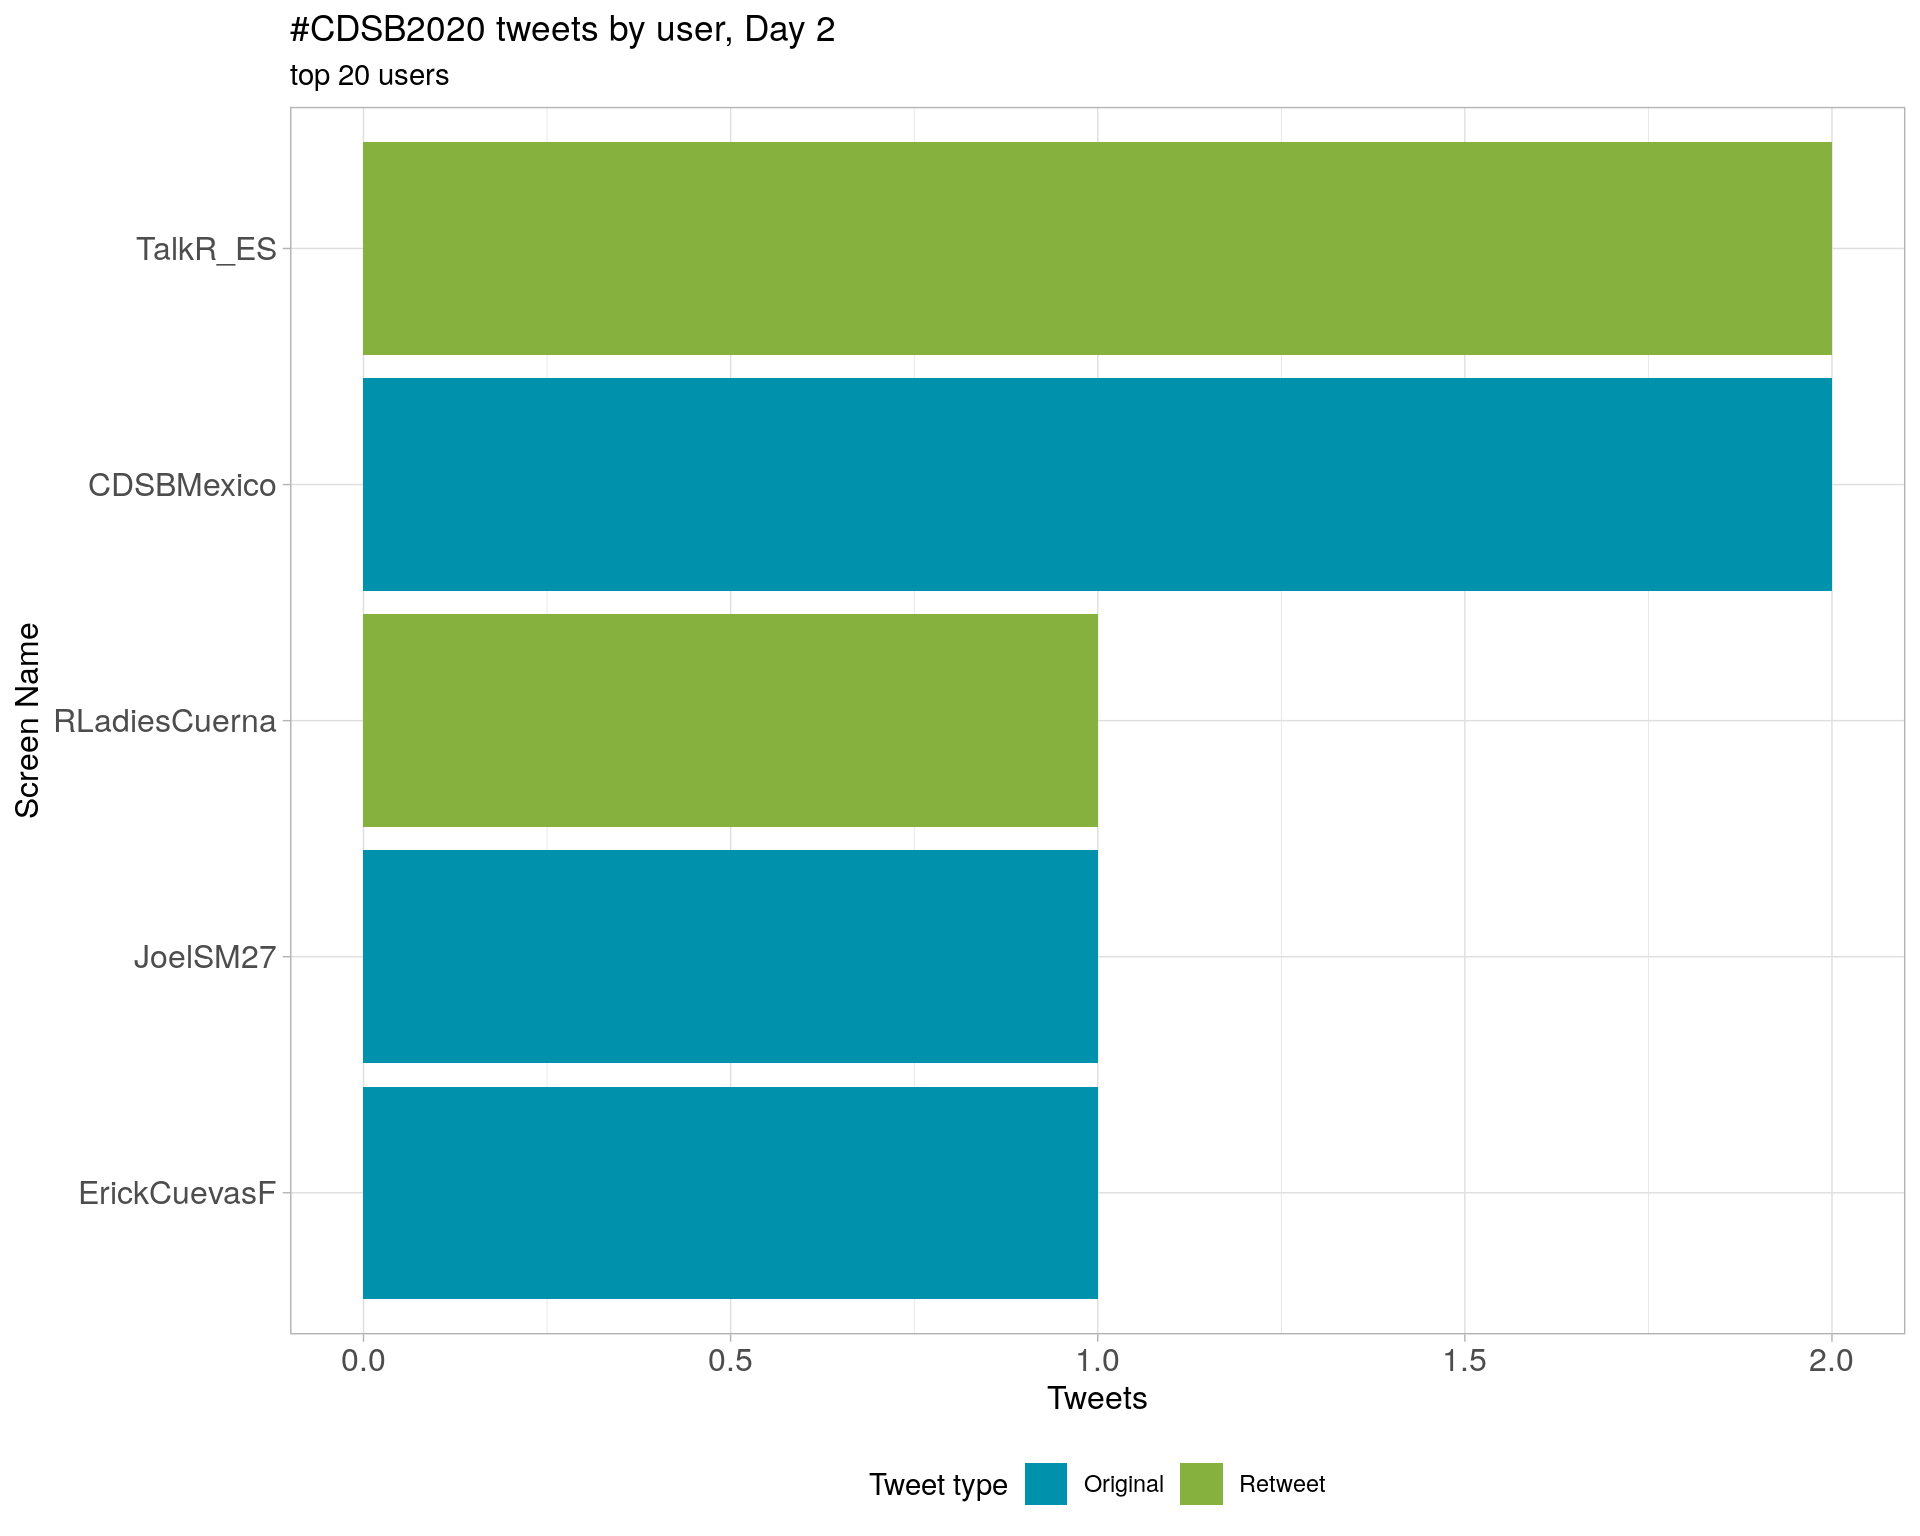 #CDSB2020 tweets by user, Day 2
top 20 users
Screen Name
TalkR_ES
CDSBMexico
RLadiesCuerna
JoelSM27
ErickCuevasF
0.0 0.5 1.0 1.5 2.0
Tweets
Tweet type Original Retweet